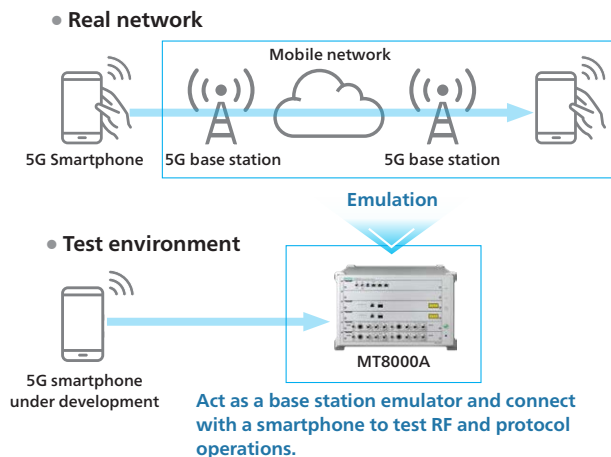 ● Real network
Mobile network
5G Smartphone
5G base station
5G base station
Emulation
● Test environment
MT8000A
5G smartphone
under development
Act as a base station emulator and connect
with a smartphone to test RF and protocol
operations.